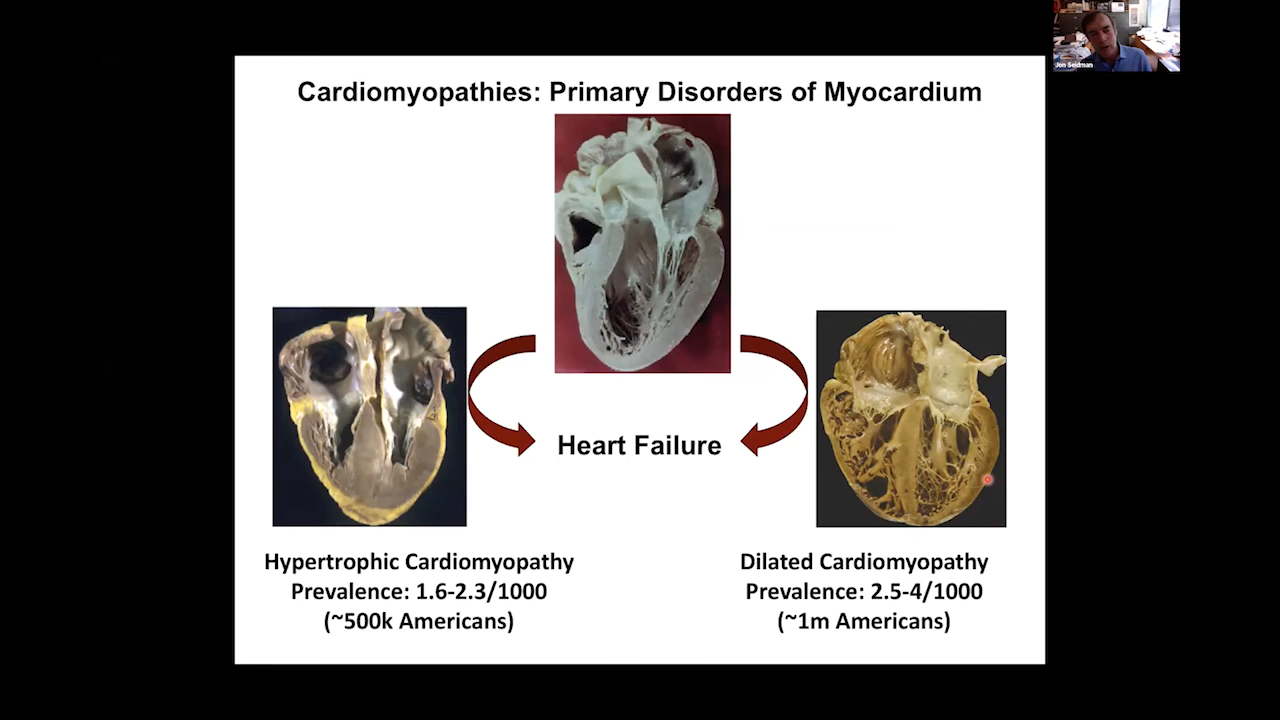 Jon Seidman
Cardiomyopathies: Primary Disorders of Myocardium
Heart Failure
Hypertrophic Cardiomyopathy
Prevalence: 1.6-2.3/1000
(~500k Americans)
Dilated Cardiomyopathy
Prevalence: 2.5-4/1000
(~1m Americans)